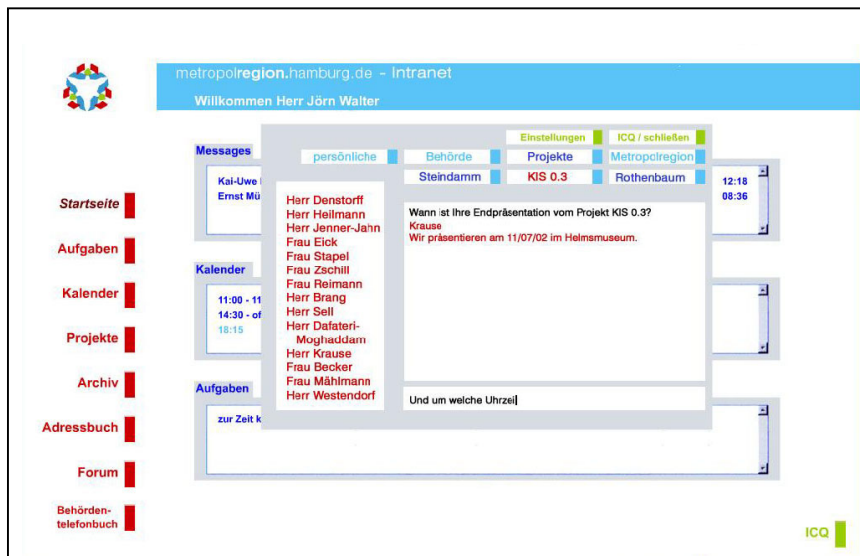 metropolregion.hamburg.de - Intranet
Willkommen Herr Jörn Walter
Startseite
Aufgaben
Kalender
Projekte
Archiv
Adressbuch
Forum
Behörden-
telefonbuch
Messages
Kai-Uwe
Ernst Mü
12:18
08:36
Kalender
11:00 - 11
14:30 - of
18:15
Aufgaben
zur Zeit k
Einstellungen ICQ / schließen
persönliche Behörde Projekte Metropolregion
Steindamm KIS 0.3 Rothenbaum
Herr Denstorff
Herr Heilmann
Herr Jenner-Jahn
Frau Eick
Frau Stapel
Frau Zschill
Frau Reimann
Herr Brang
Herr Sell
Herr Dafateri-
Moghaddam
Herr Krause
Frau Becker
Frau Mählmann
Herr Westendorf
Wann ist Ihre Endpräsentation vom Projekt KIS 0.3?
Krause
Wir präsentieren am 11/07/02 im Helmsmuseum.
Und um welche Uhrzei
ICQ